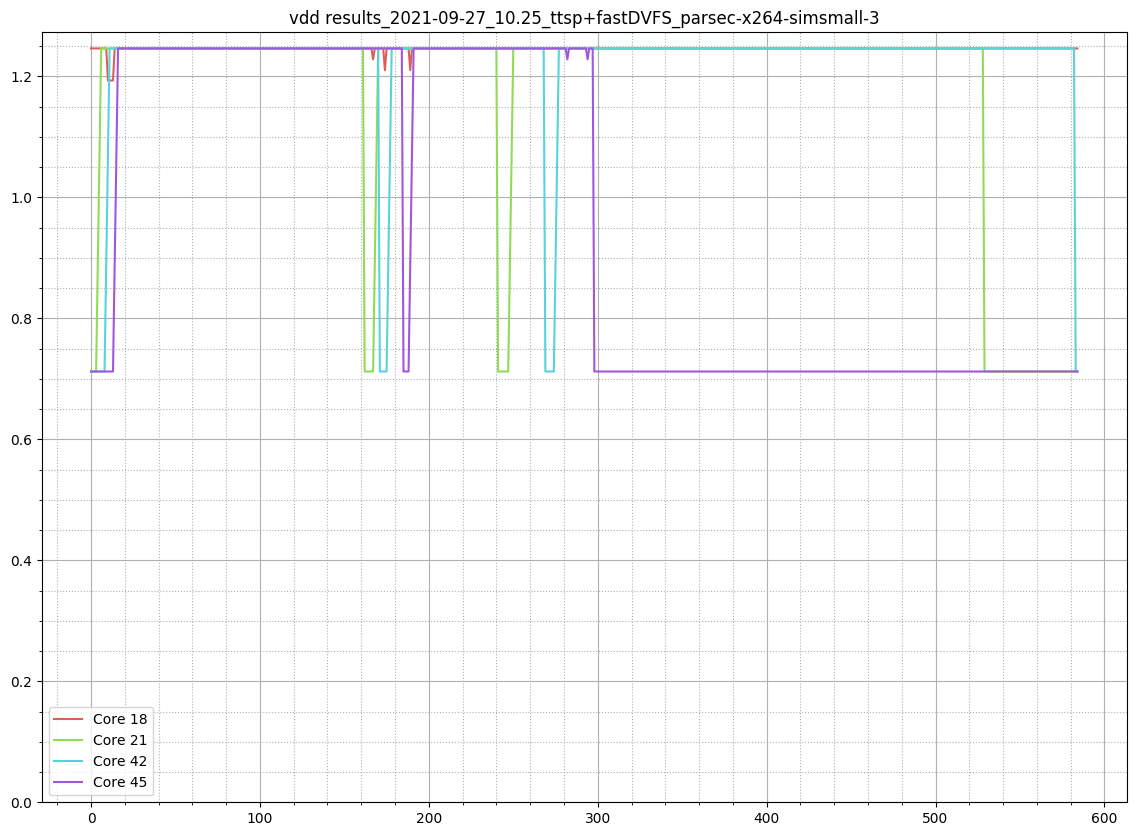 vdd results_2021-09-27_10.25_ttsp+fastDVFS_parsec-x264-simsmall-3
1.2
1.0
0.8
0.6
0.4
0.2
0.0
Core 18
Core 21
Core 42
Core 45
0 100 200 300 400 500 600